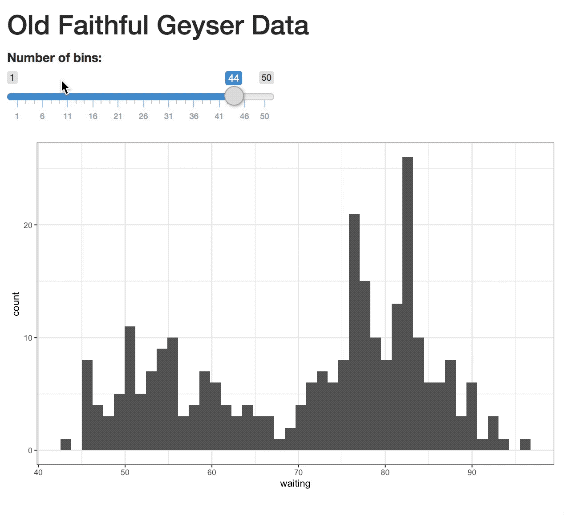 Old Faithful Geyser Data
Number of bins:
1 44 50
1 6 11 16 21 26 31 36 41 46 50
20
count
10
0
40 50 60 70 80 90
waiting